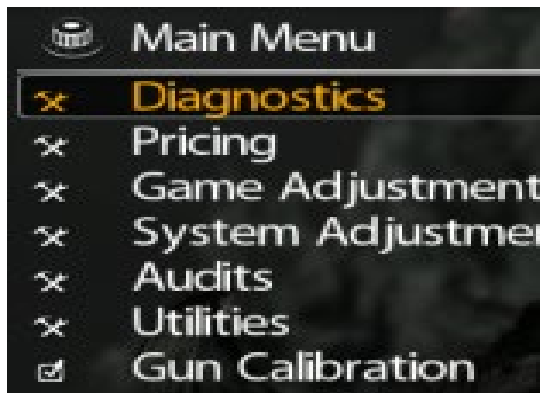 Main Menu
Diagnostics
Pricing
Game Adjustment
System Adjustme
Audits
Utilities
Gun Calibration